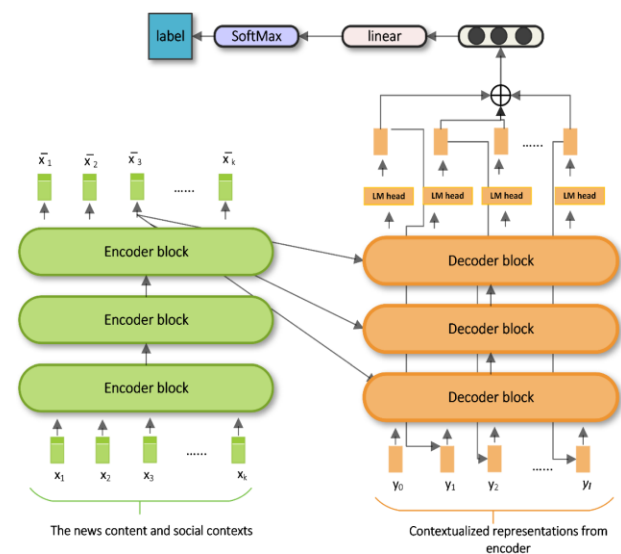 label
SoftMax
linear
x̄ 1
x̄ 2
x̄ 3
......
x̄ k
......
LM head
LM head
LM head
LM head
Encoder block
Encoder block
Encoder block
Decoder block
Decoder block
Decoder block
x1
x2
x3
......
xk
y0
y1
y2
......
The news content and social contexts
Contextualized representations from
encoder